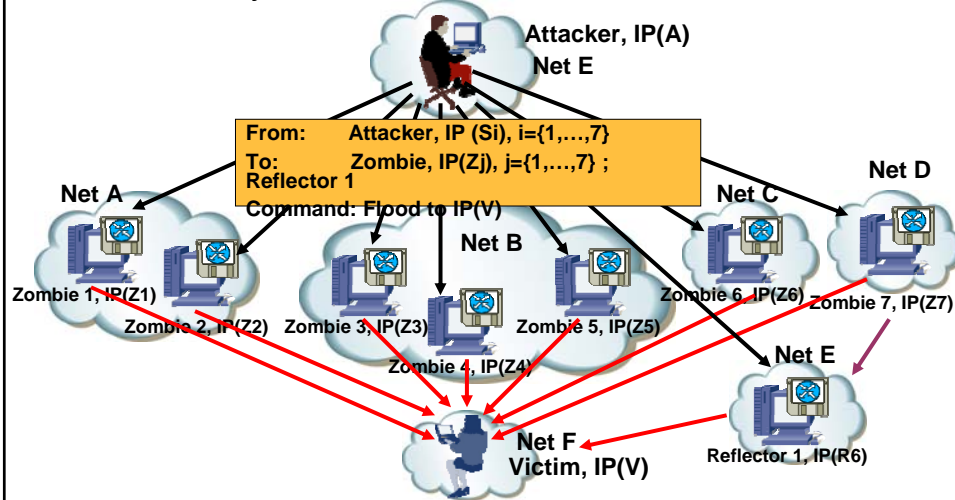 Attacker, IP(A)
Net E
From: Attacker, IP (Si), i={1,...,7}
To: Zombie, IP(Zj), j={1,...,7} ;
Reflector 1
Command: Flood to IP(V)
Net A
Net B
Net C
Net D
Zombie 1, IP(Z1)
Zombie 2, IP(Z2)
Zombie 3, IP(Z3)
Zombie 4, IP(Z4)
Zombie 5, IP(Z5)
Zombie 6, IP(Z6)
Zombie 7, IP(Z7)
Net E
Reflector 1, IP(R6)
Net F
Victim, IP(V)